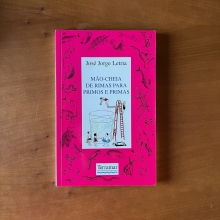 José Jorge Letria
MÃO-CHEIA
DE RIMAS PARA
PRIMOS E PRIMAS
Terramar